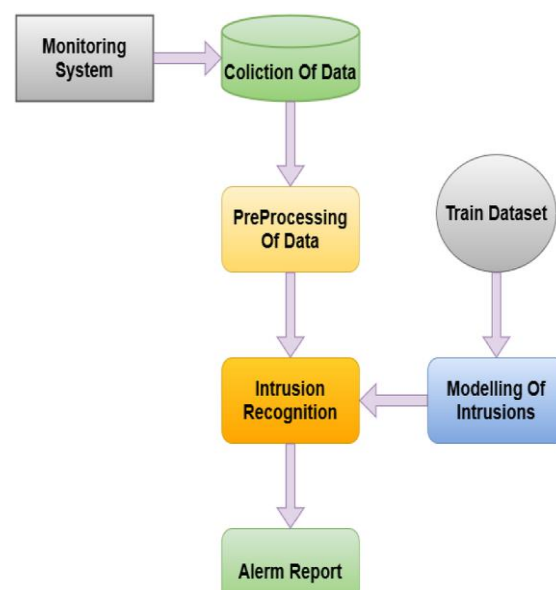 Monitoring
System
Coliction Of Data
PreProcessing
Of Data
Train Dataset
Intrusion
Recognition
Modelling Of
Intrusions
Alerm Report